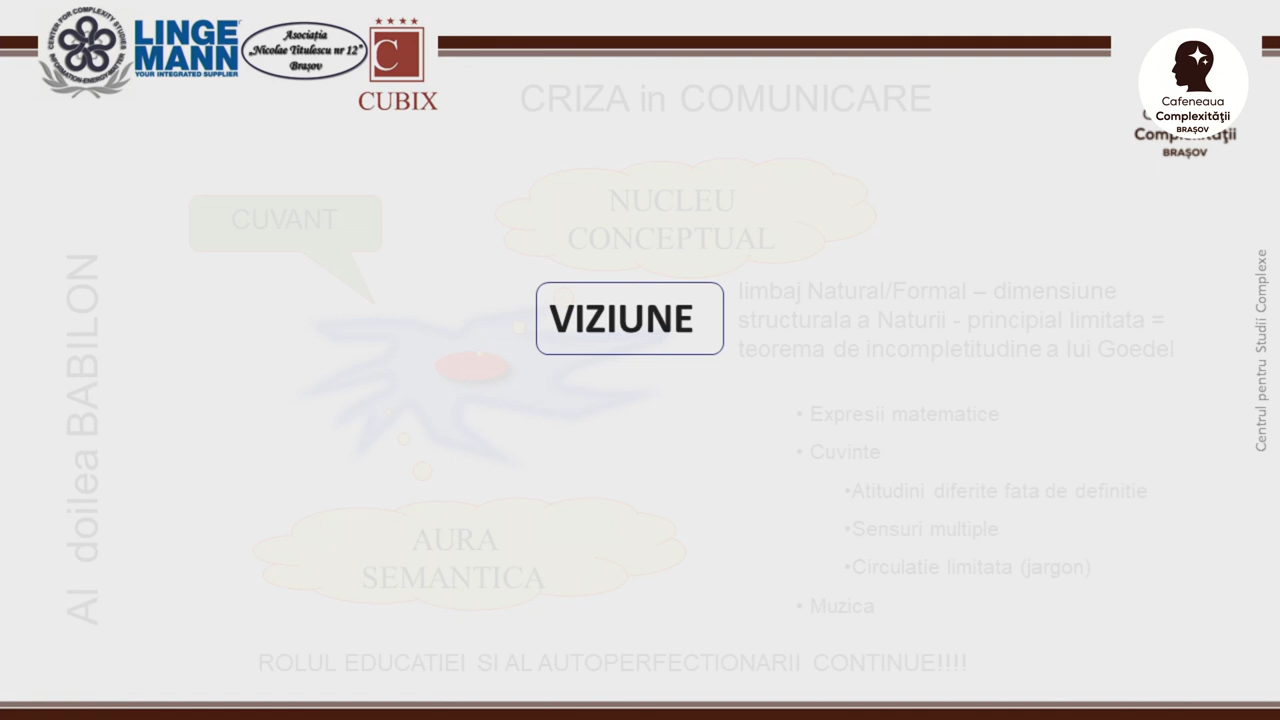 CENTER FOR COMPLEXITY STUDIES
INFORMATION-ENERGY-MATTER
LINGE
MANN
YOUR INTEGRATED SUPPLIER
Asociația
„Nicolae Titulescu nr 12”
Brașov
C
CUBIX
CRIZA in COMUNICARE
Cafeneaua
Complexității
BRAȘOV
Complexității
BRAȘOV
CUVANT
NUCLEU
CONCEPTUAL
Al doilea BABILON
VIZIUNE
limbaj Natural/Formal – dimensiune
structurala a Naturii - principial limitata =
teorema de incompletitudine a lui Goedel
• Expresii matematice
• Cuvinte
•Atitudini diferite fata de definitie
•Sensuri multiple
•Circulatie limitata (jargon)
• Muzica
AURA
SEMANTICA
ROLUL EDUCATIEI SI AL AUTOPERFECTIONARII CONTINUE!!!!
Centrul pentru Studii Complexe